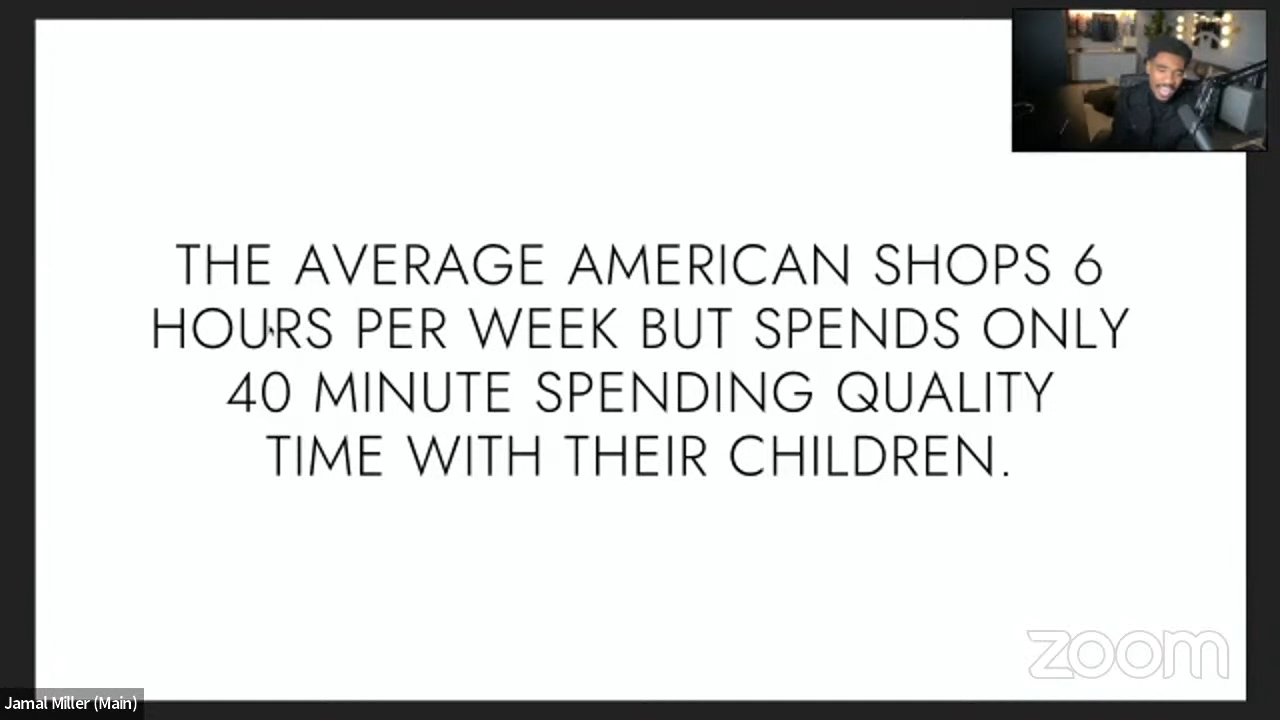 THE AVERAGE AMERICAN SHOPS 6
HOURS PER WEEK BUT SPENDS ONLY
40 MINUTE SPENDING QUALITY
TIME WITH THEIR CHILDREN.
zoom
Jamal Miller (Main)